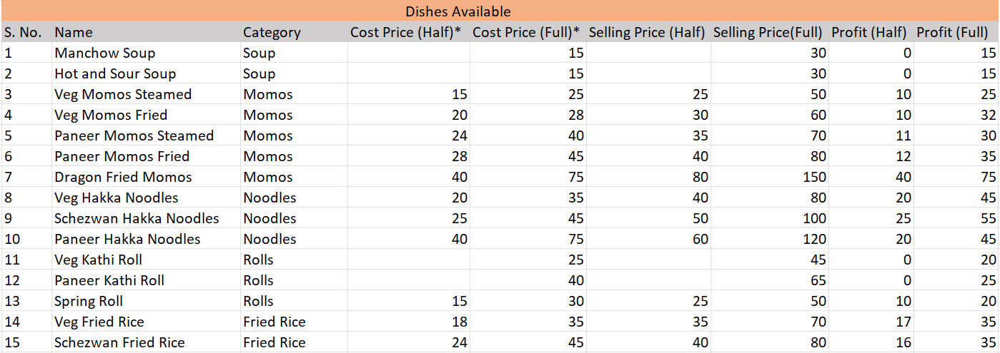 Dishes Available
S. No. Name Category Cost Price (Half)* Cost Price (Full)* Selling Price (Half) Selling Price(Full) Profit (Half) Profit (Full)
1 Manchow Soup Soup 15 30 0 15
2 Hot and Sour Soup Soup 15 30 0 15
3 Veg Momos Steamed Momos 15 25 25 50 10 25
4 Veg Momos Fried Momos 20 28 30 60 10 32
5 Paneer Momos Steamed Momos 24 40 35 70 11 30
6 Paneer Momos Fried Momos 28 45 40 80 12 35
7 Dragon Fried Momos Momos 40 75 80 150 40 75
8 Veg Hakka Noodles Noodles 20 35 40 80 20 45
9 Schezwan Hakka Noodles Noodles 25 45 50 100 25 55
10 Paneer Hakka Noodles Noodles 40 75 60 120 20 45
11 Veg Kathi Roll Rolls 25 45 0 20
12 Paneer Kathi Roll Rolls 40 65 0 25
13 Spring Roll Rolls 15 30 25 50 10 20
14 Veg Fried Rice Fried Rice 18 35 35 70 17 35
15 Schezwan Fried Rice Fried Rice 24 45 40 80 16 35